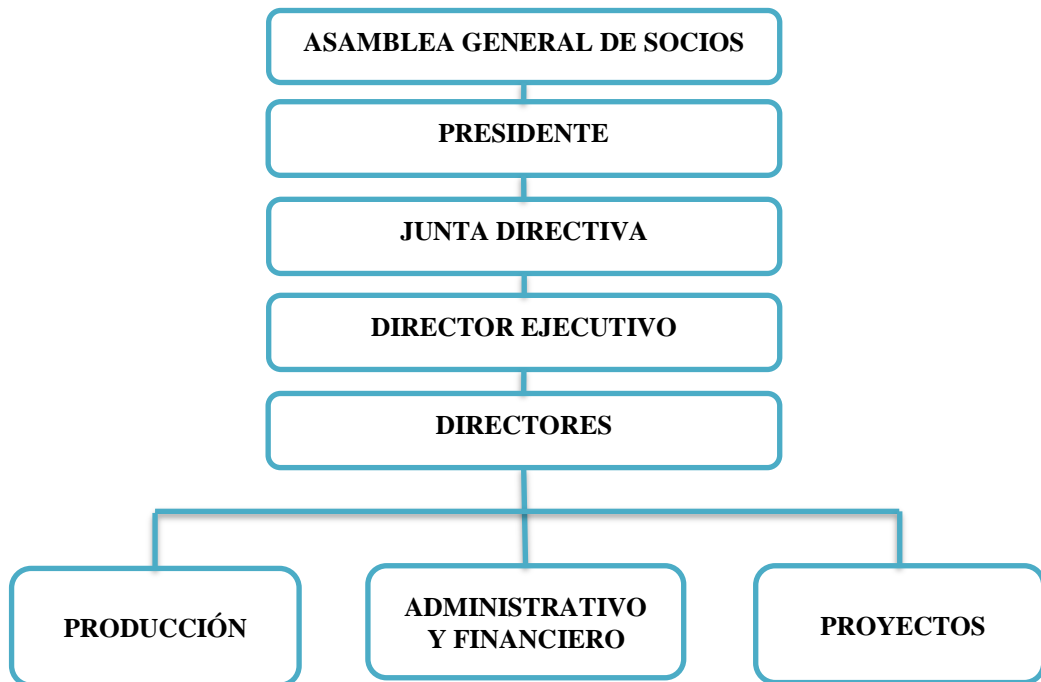 ASAMBLEA GENERAL DE SOCIOS
PRESIDENTE
JUNTA DIRECTIVA
DIRECTOR EJECUTIVO
DIRECTORES
PRODUCCIÓN
ADMINISTRATIVO
Y FINANCIERO
PROYECTOS